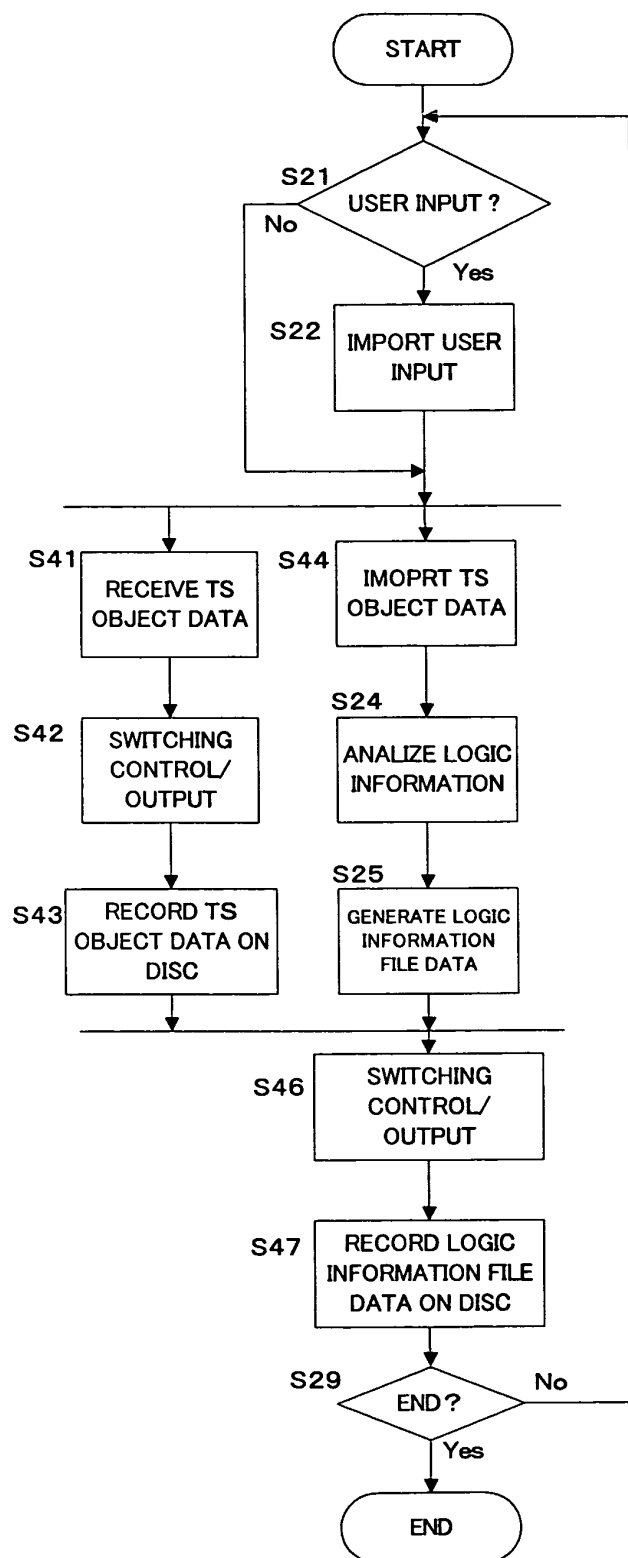 START
S21
USER INPUT ?
No
Yes
S22
IMPORT USER
INPUT
S41
RECEIVE TS
OBJECT DATA
S44
IMOPRT TS
OBJECT DATA
S42
SWITCHING
CONTROL/
OUTPUT
S24
ANALIZE LOGIC
INFORMATION
S43
RECORD TS
OBJECT DATA ON
DISC
S25
GENERATE LOGIC
INFORMATION
FILE DATA
S46
SWITCHING
CONTROL/
OUTPUT
S47
RECORD LOGIC
INFORMATION FILE
DATA ON DISC
S29
END ?
No
Yes
END